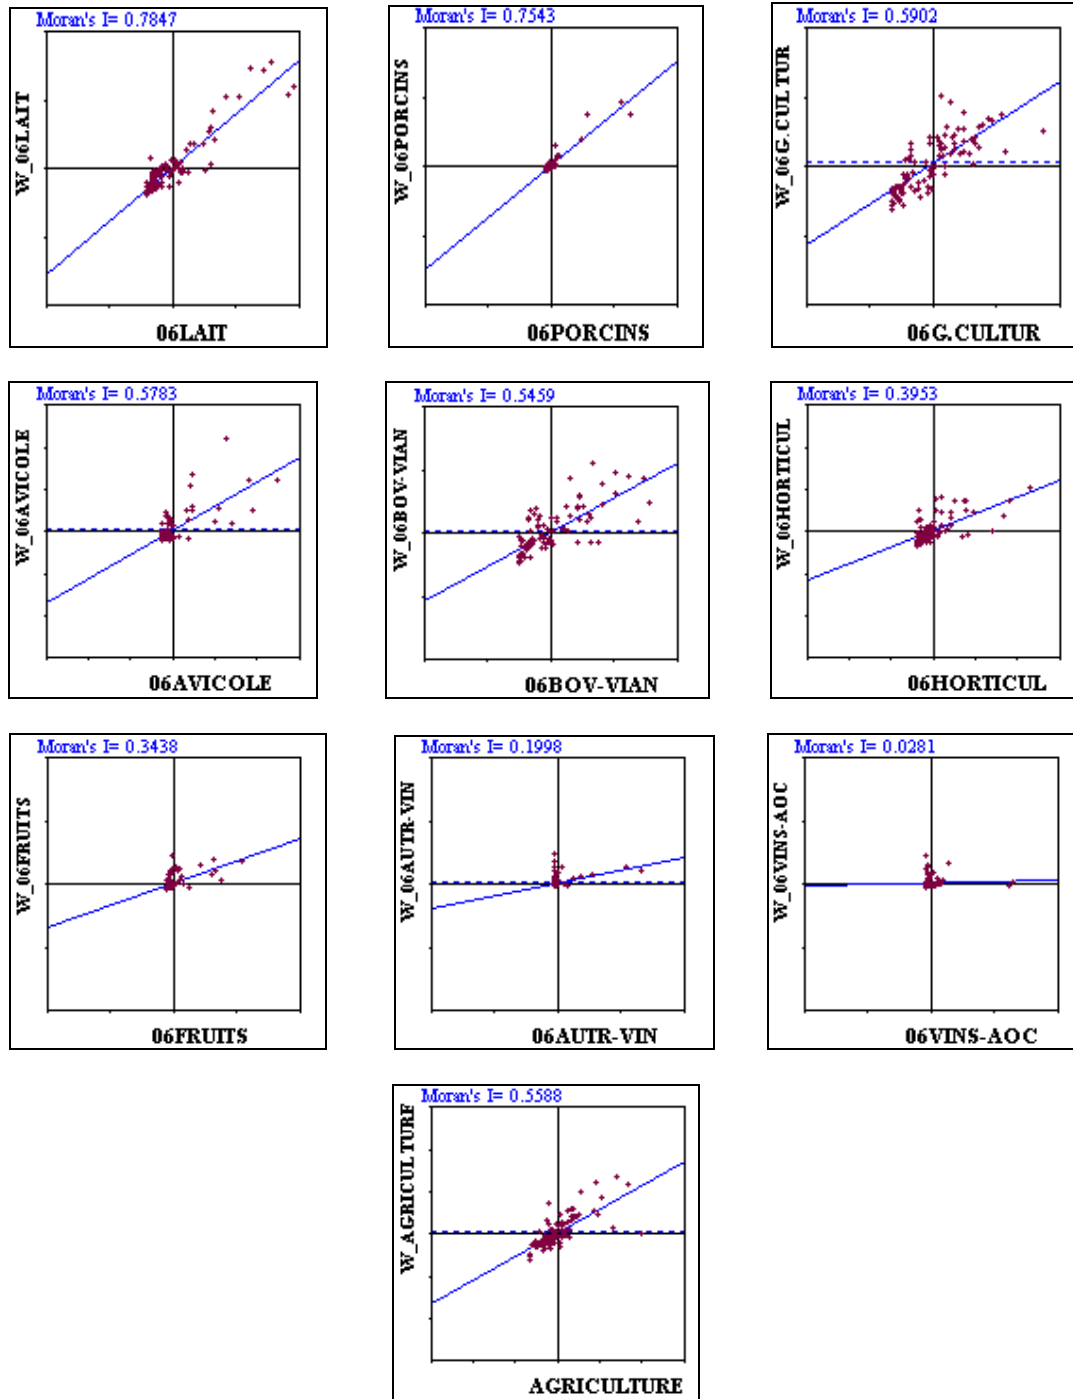 Moran's I= 0.7847
W_06LAIT
06LAIT
Moran's I= 0.7543
W_06PORCINS
06PORCINS
Moran's I= 0.5902
W_06G.CULTUR
06G.CULTUR
Moran's I= 0.5783
W_06AVICOLE
06AVICOLE
Moran's I= 0.5459
W_06BOV-VIAN
06BOV-VIAN
Moran's I= 0.3953
W_06HORTICUL
06HORTICUL
Moran's I= 0.3438
W_06FRUITS
06FRUITS
Moran's I= 0.1998
W_06AUTR-VIN
06AUTR-VIN
Moran's I= 0.0281
W_06VINS-AOC
06VINS-AOC
Moran's I= 0.5588
W_AGRICULTURE
AGRICULTURE